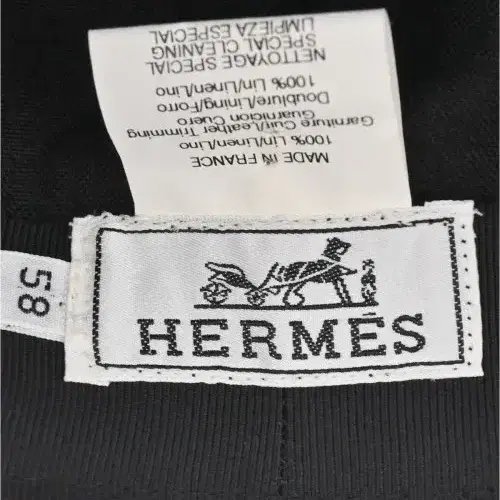 MADE IN FRANCE
100% Lin/Linen/Lino
Garniture Cuir/Leather Trimming
Guarnicion Cuero
Doublure/Lining/Forro
100% Lin/Linen/Lino
NETTOYAGE SPECIAL
SPECIAL CLEANING
LIMPIEZA ESPECIAL
HERMĒS
58